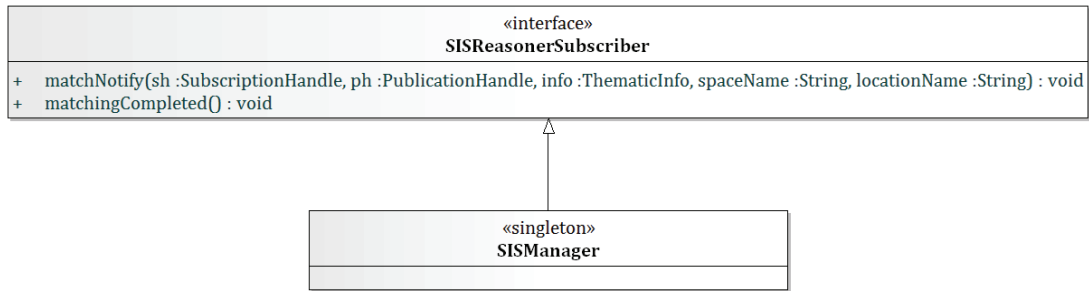 «interface»
SISReasonerSubscriber
+ matchNotify(sh :SubscriptionHandle, ph :PublicationHandle, info :ThematicInfo, spaceName :String, locationName :String) : void
+ matchingCompleted() : void
«singleton»
SISManager